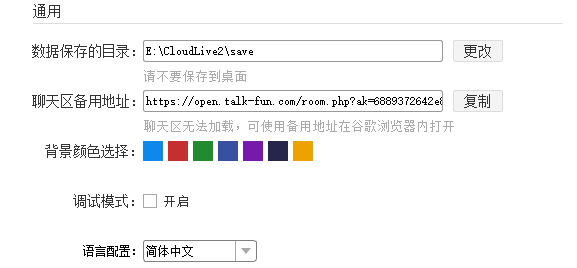 通用
数据保存的目录： E:\CloudLive2\save 更改
请不要保存到桌面
聊天区备用地址： https://open.talk-fun.com/room.php?ak=6889372642e8 复制
聊天区无法加载，可使用备用地址在谷歌浏览器内打开
背景颜色选择：
调试模式： 开启
语言配置： 简体中文